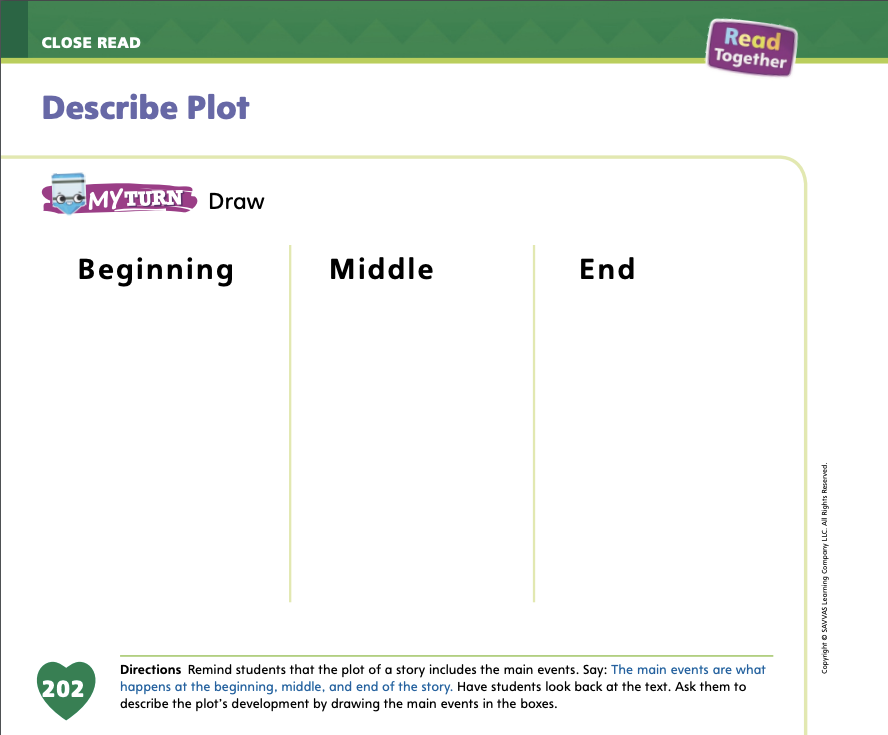 CLOSE READ
Read
Together
Describe Plot
MY TURN Draw
Beginning Middle End
Copyright © SAVVAS Learning Company LLC. All Rights Reserved.
202
Directions Remind students that the plot of a story includes the main events. Say: The main events are what
happens at the beginning, middle, and end of the story. Have students look back at the text. Ask them to
describe the plot's development by drawing the main events in the boxes.